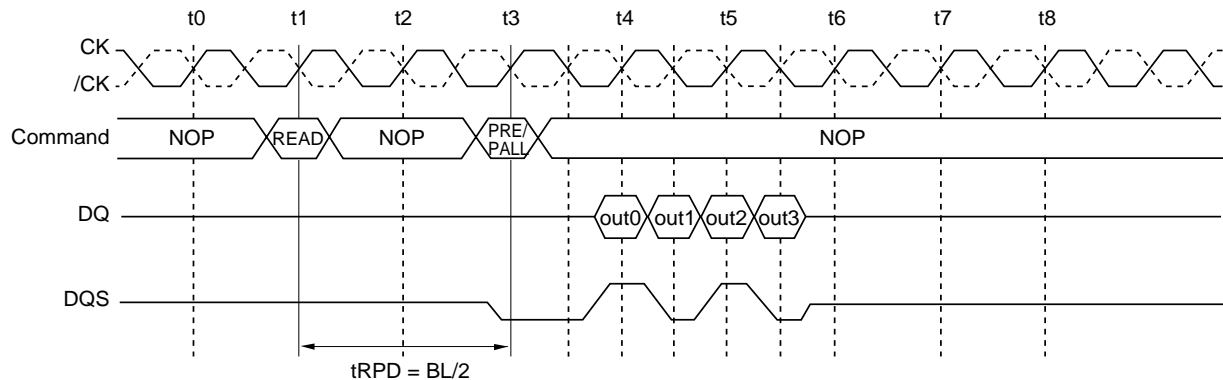 t0 t1 t2 t3 t4 t5 t6 t7 t8
CK
/CK
Command NOP READ NOP PRE/ PALL NOP
DQ out0 out1 out2 out3
DQS
tRPD = BL/2